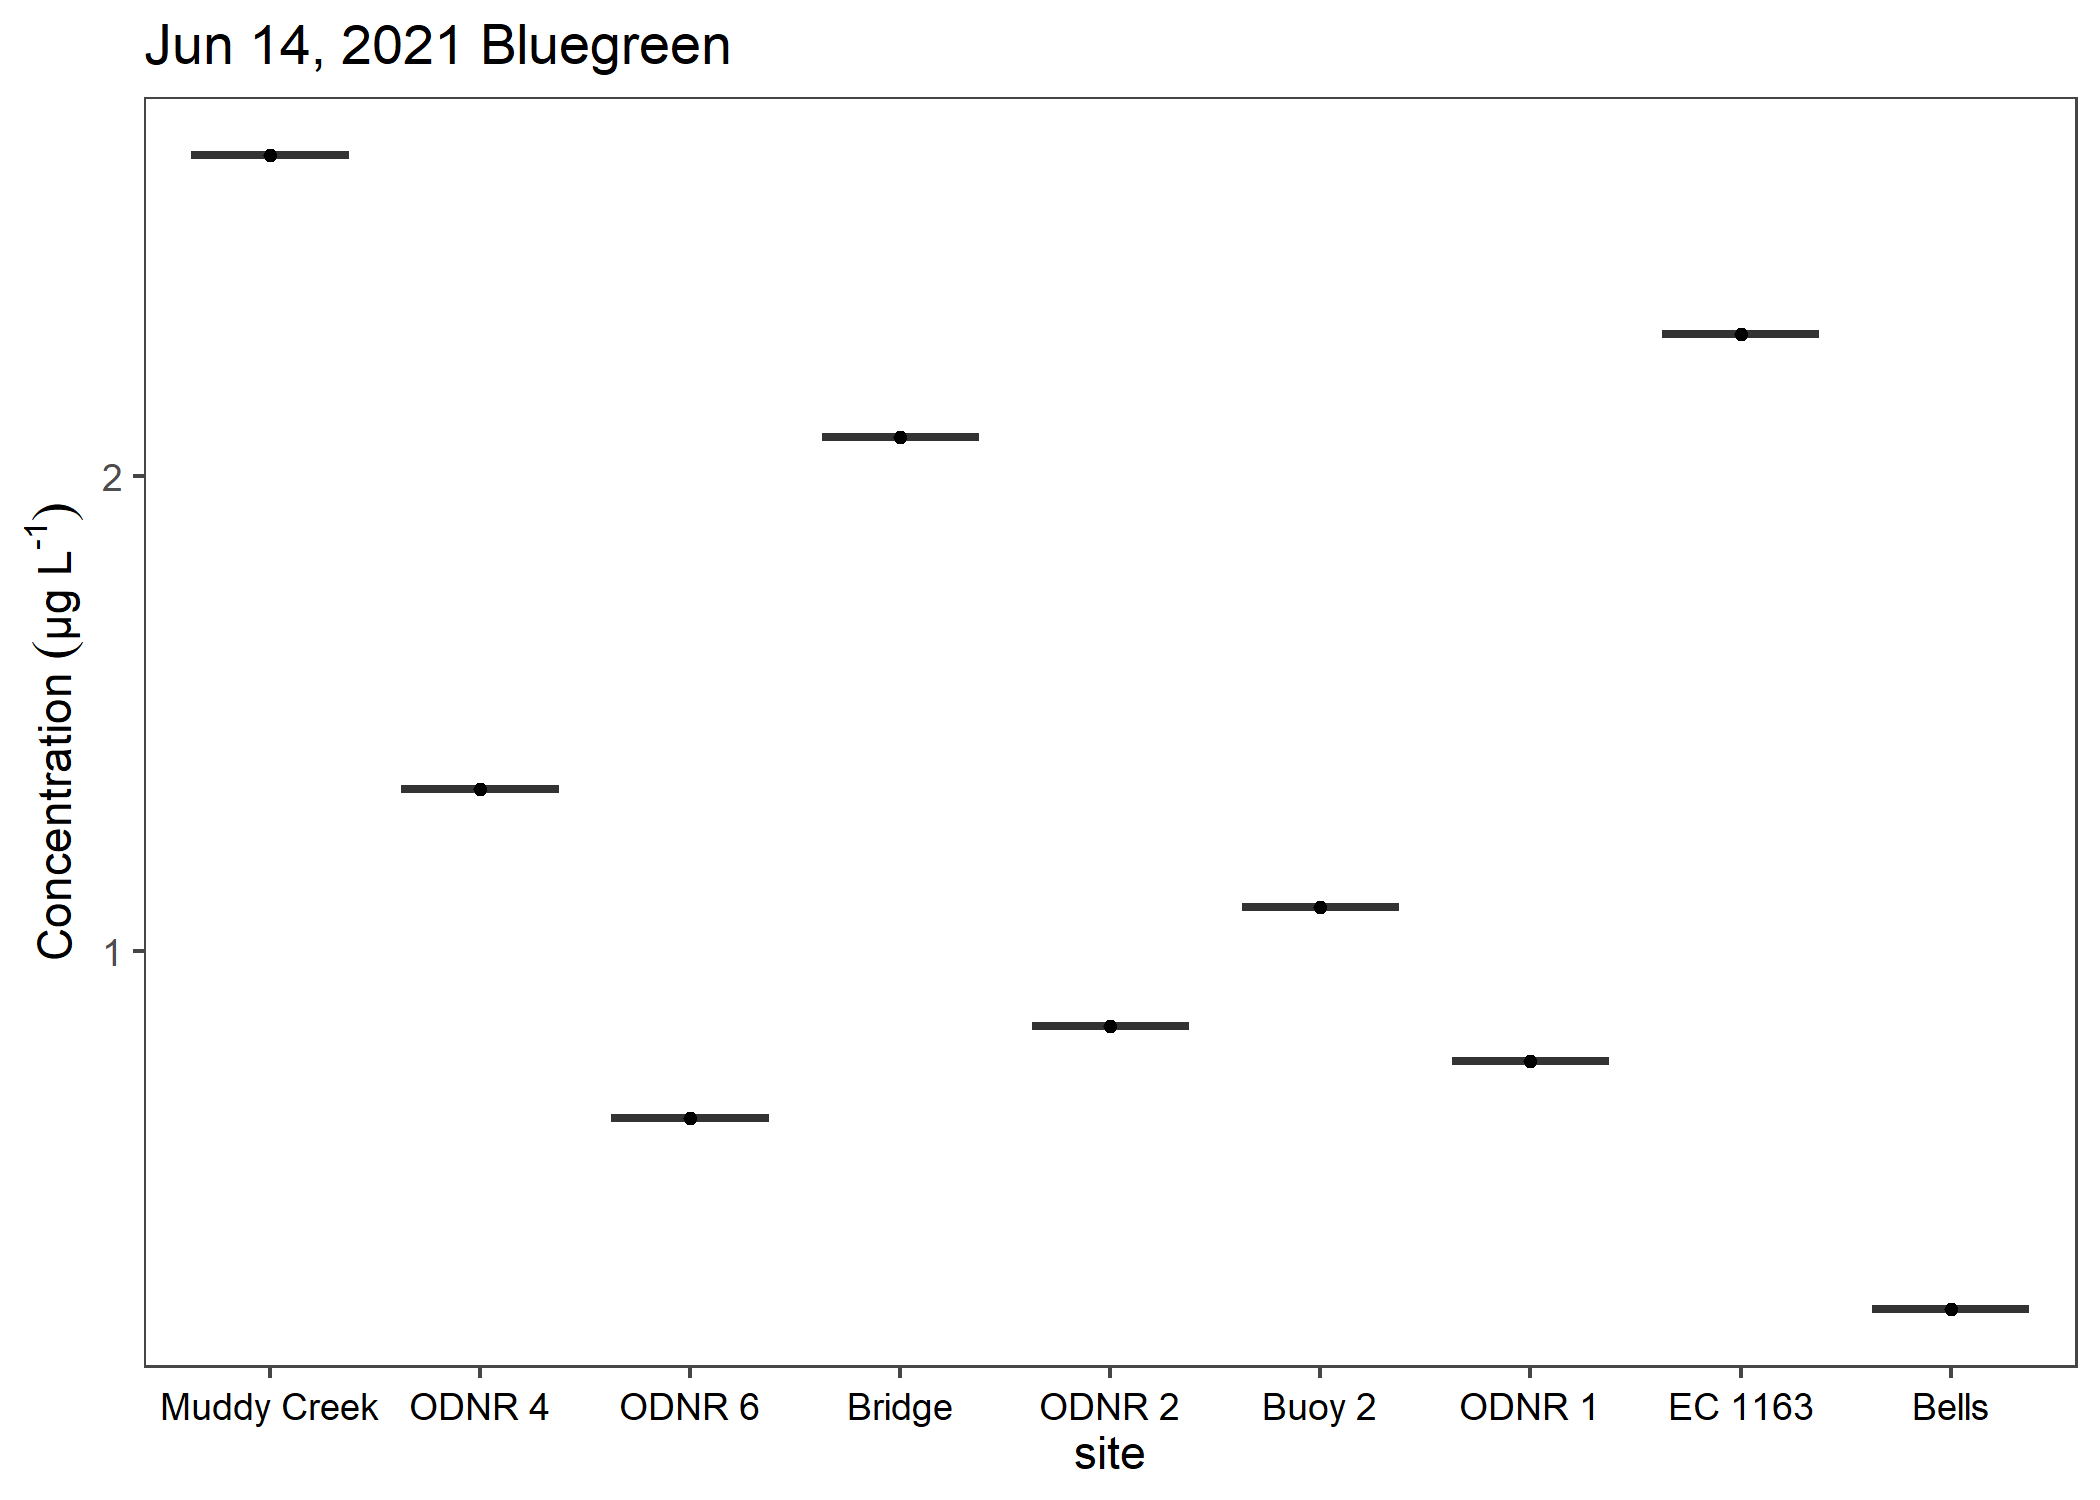 Jun 14, 2021 Bluegreen
Concentration (µg L-1)
2
1
Muddy Creek ODNR 4 ODNR 6 Bridge ODNR 2 Buoy 2 ODNR 1 EC 1163 Bells
site